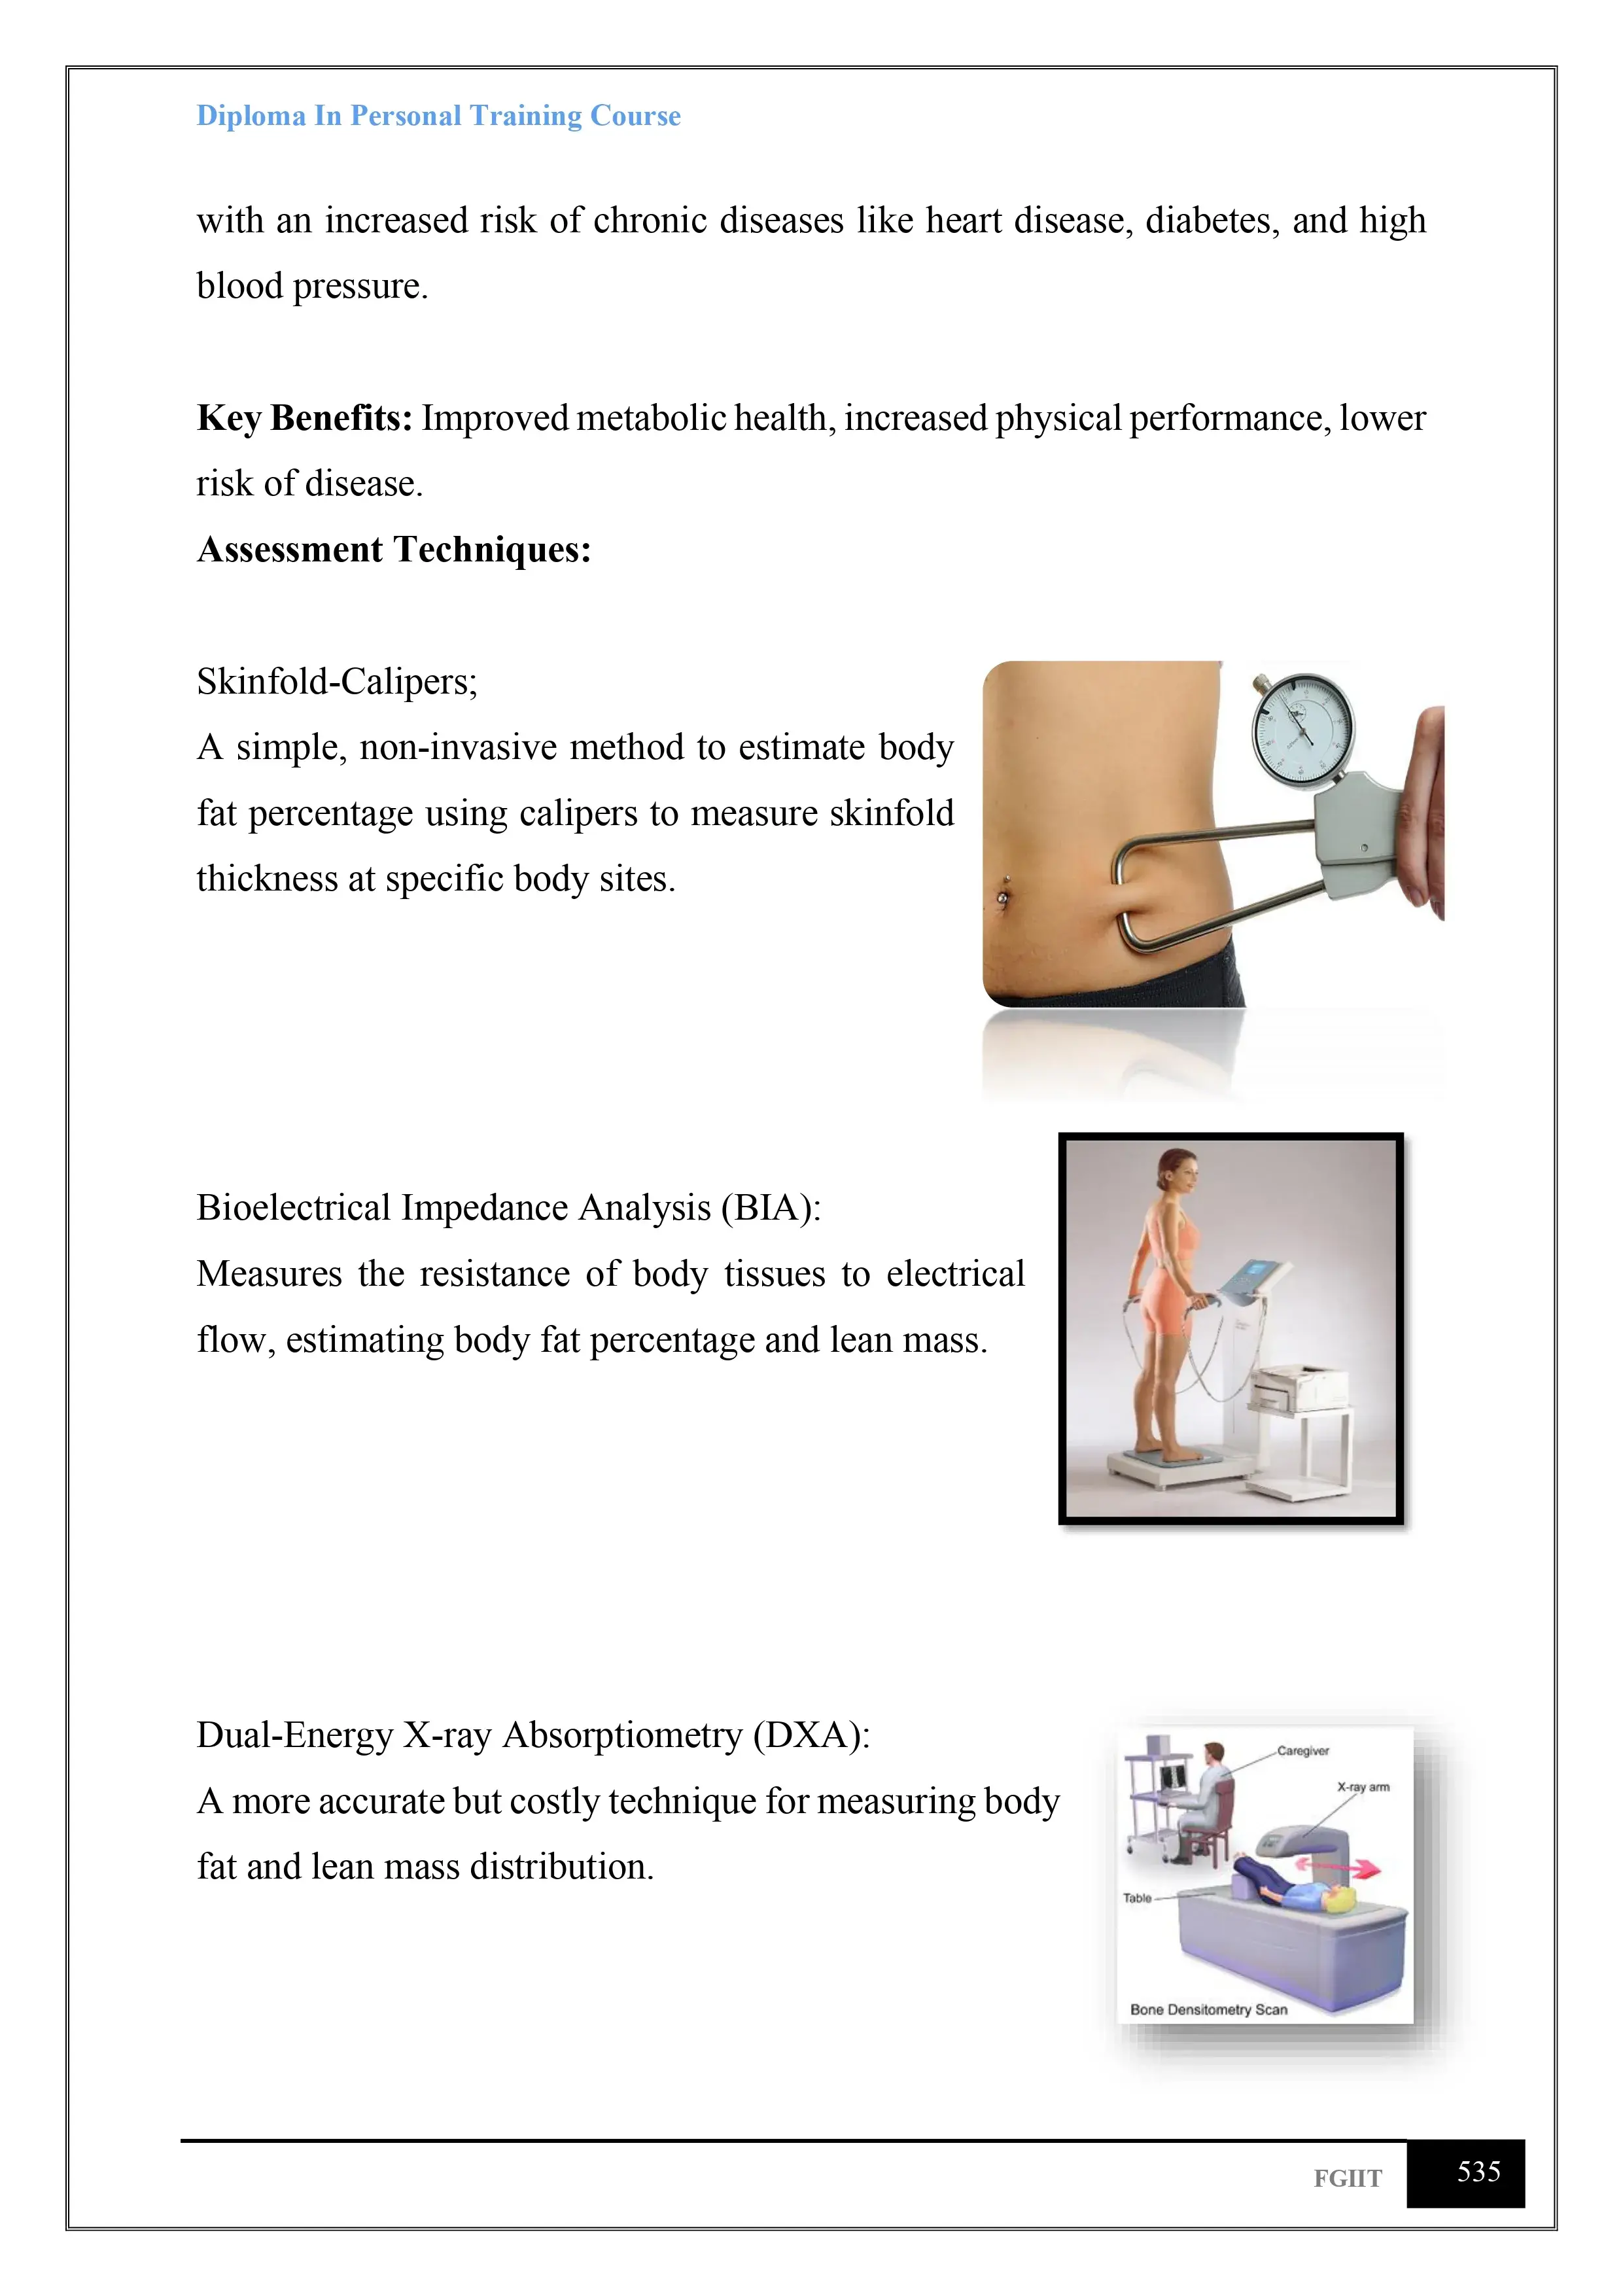 Diploma In Personal Training Course
with an increased risk of chronic diseases like heart disease, diabetes, and high
blood pressure.
Key Benefits: Improved metabolic health, increased physical performance, lower
risk of disease.
Assessment Techniques:
Skinfold-Calipers;
A simple, non-invasive method to estimate body
fat percentage using calipers to measure skinfold
thickness at specific body sites.
Bioelectrical Impedance Analysis (BIA):
Measures the resistance of body tissues to electrical
flow, estimating body fat percentage and lean mass.
Dual-Energy X-ray Absorptiometry (DXA):
A more accurate but costly technique for measuring body
fat and lean mass distribution.
Caregiver
X-ray arm
Table
Bone Densitometry Scan
FGIIT
535